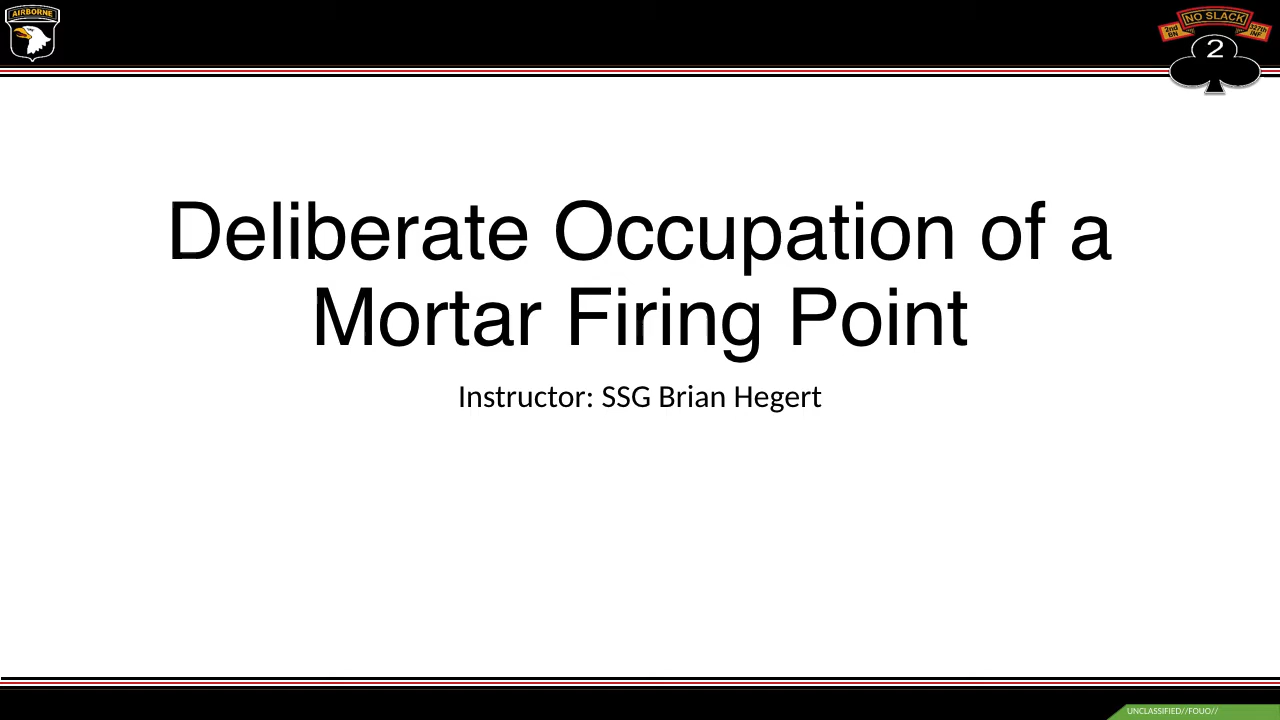 AIRBORNE
NO SLACK
2nd BN
327th INF
2
Deliberate Occupation of a
Mortar Firing Point
Instructor: SSG Brian Hegert
UNCLASSIFIED//FOUO//